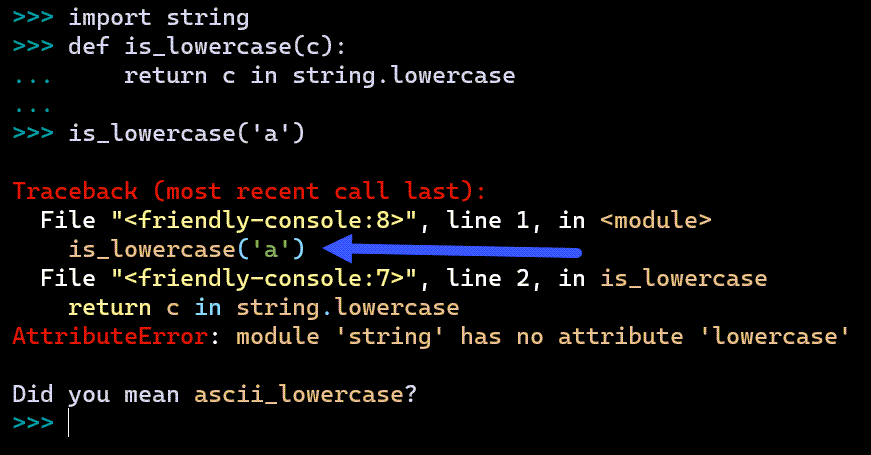 >>> import string
>>> def is_lowercase(c):
...     return c in string.lowercase
...
>>> is_lowercase('a')
Traceback (most recent call last):
  File "<friendly-console:8>", line 1, in <module>
    is_lowercase('a')
  File "<friendly-console:7>", line 2, in is_lowercase
    return c in string.lowercase
AttributeError: module 'string' has no attribute 'lowercase'
Did you mean ascii_lowercase?
>>>